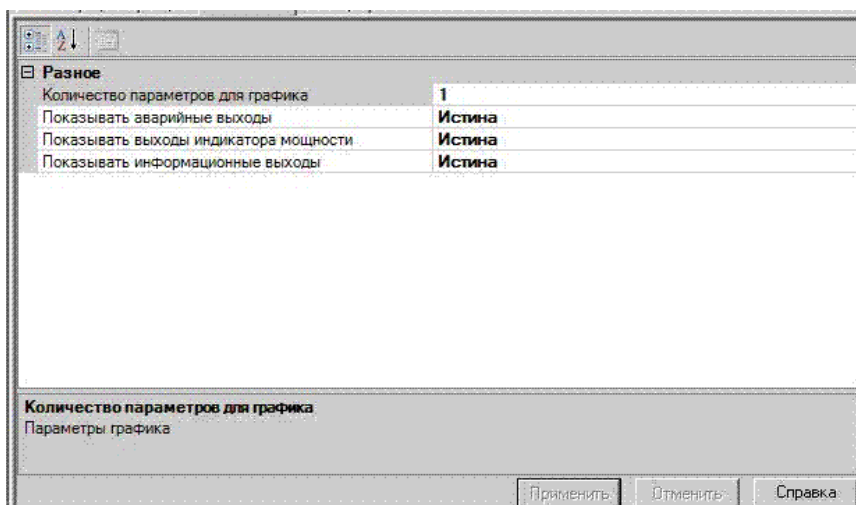 Разное
Количество параметров для графика 1
Показывать аварийные выходы Истина
Показывать выходы индикатора мощности Истина
Показывать информационные выходы Истина
Количество параметров для графика
Параметры графика
Применить Отменить Справка